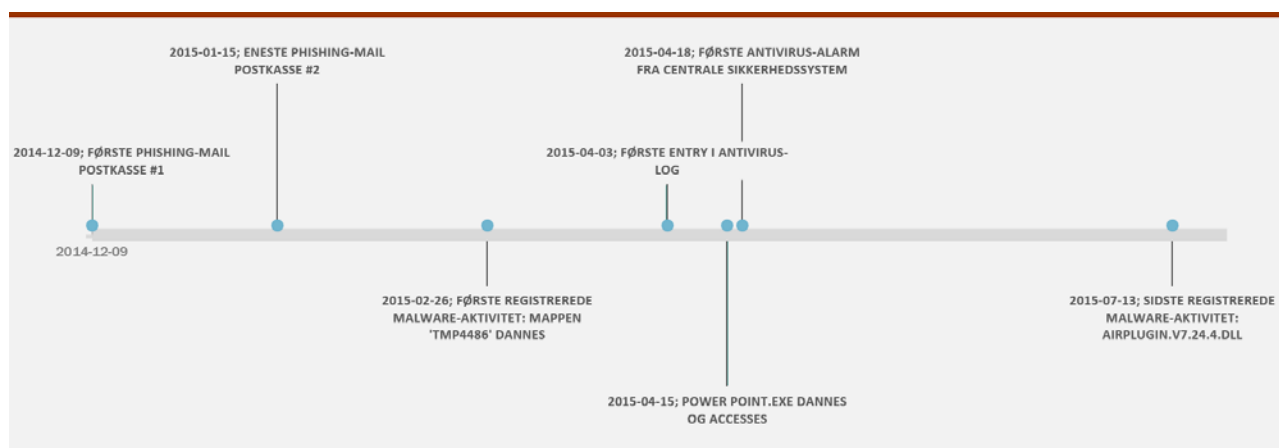 2015-01-15; ENESTE PHISHING-MAIL
POSTKASSE #2
2015-04-18; FØRSTE ANTIVIRUS-ALARM
FRA CENTRALE SIKKERHEDSSYSTEM
2014-12-09; FØRSTE PHISHING-MAIL
POSTKASSE #1
2015-04-03; FØRSTE ENTRY I ANTIVIRUS-
LOG
2014-12-09
2015-02-26; FØRSTE REGISTREREDE
MALWARE-AKTIVITET: MAPPEN
'TMP4486' DANNES
2015-07-13; SIDSTE REGISTREREDE
MALWARE-AKTIVITET:
AIRPLUGIN.V7.24.4.DLL
2015-04-15; POWER POINT.EXE DANNES
OG ACCESSES